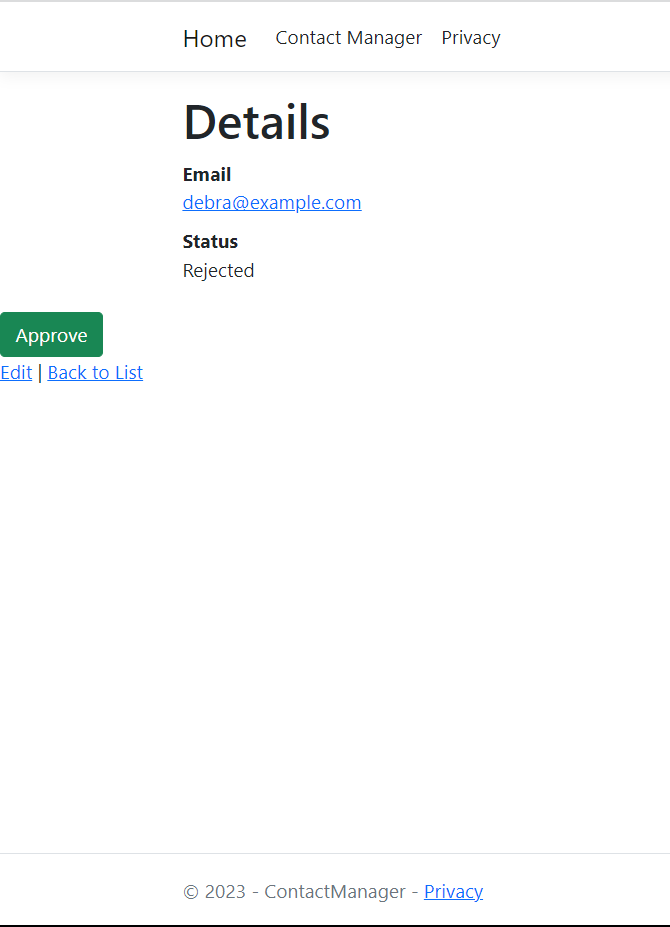 Home Contact Manager Privacy
Details
Email
debra@example.com
Status
Rejected
Approve
Edit | Back to List
© 2023 - ContactManager - Privacy